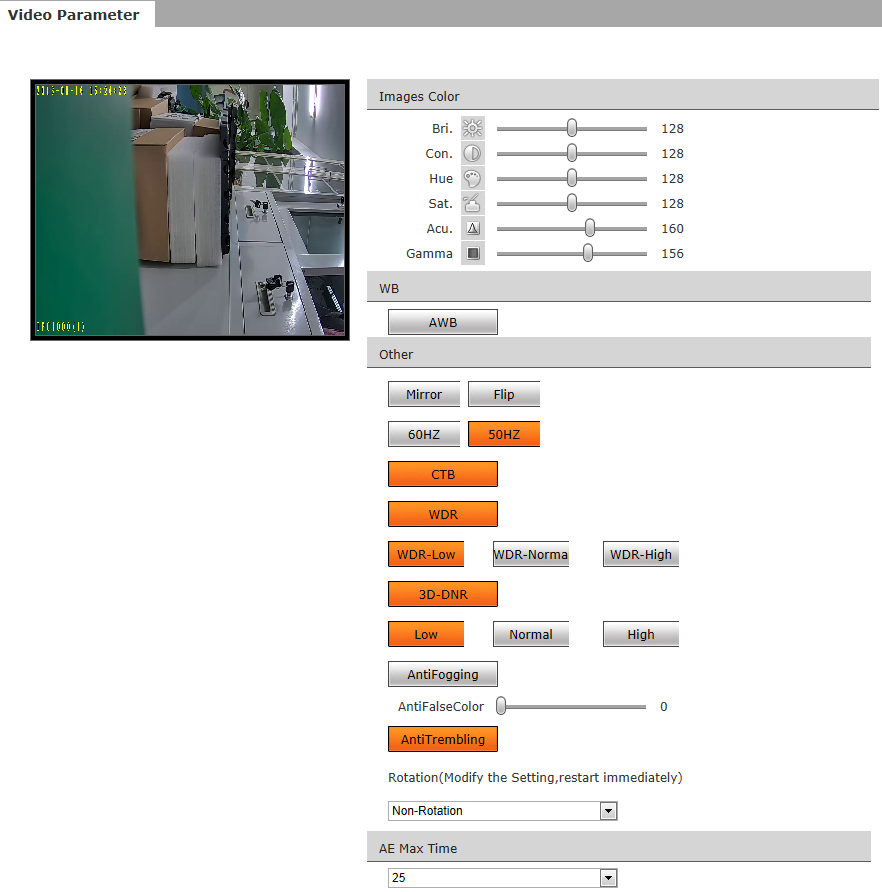 Video Parameter
Images Color
Bri. 128
Con. 128
Hue 128
Sat. 128
Acu. 160
Gamma 156
WB
AWB
Other
Mirror Flip
60HZ 50HZ
CTB
WDR
WDR-Low WDR-Norma WDR-High
3D-DNR
Low Normal High
AntiFogging
AntiFalseColor 0
AntiTrembling
Rotation(Modify the Setting,restart immediately)
Non-Rotation
AE Max Time
25